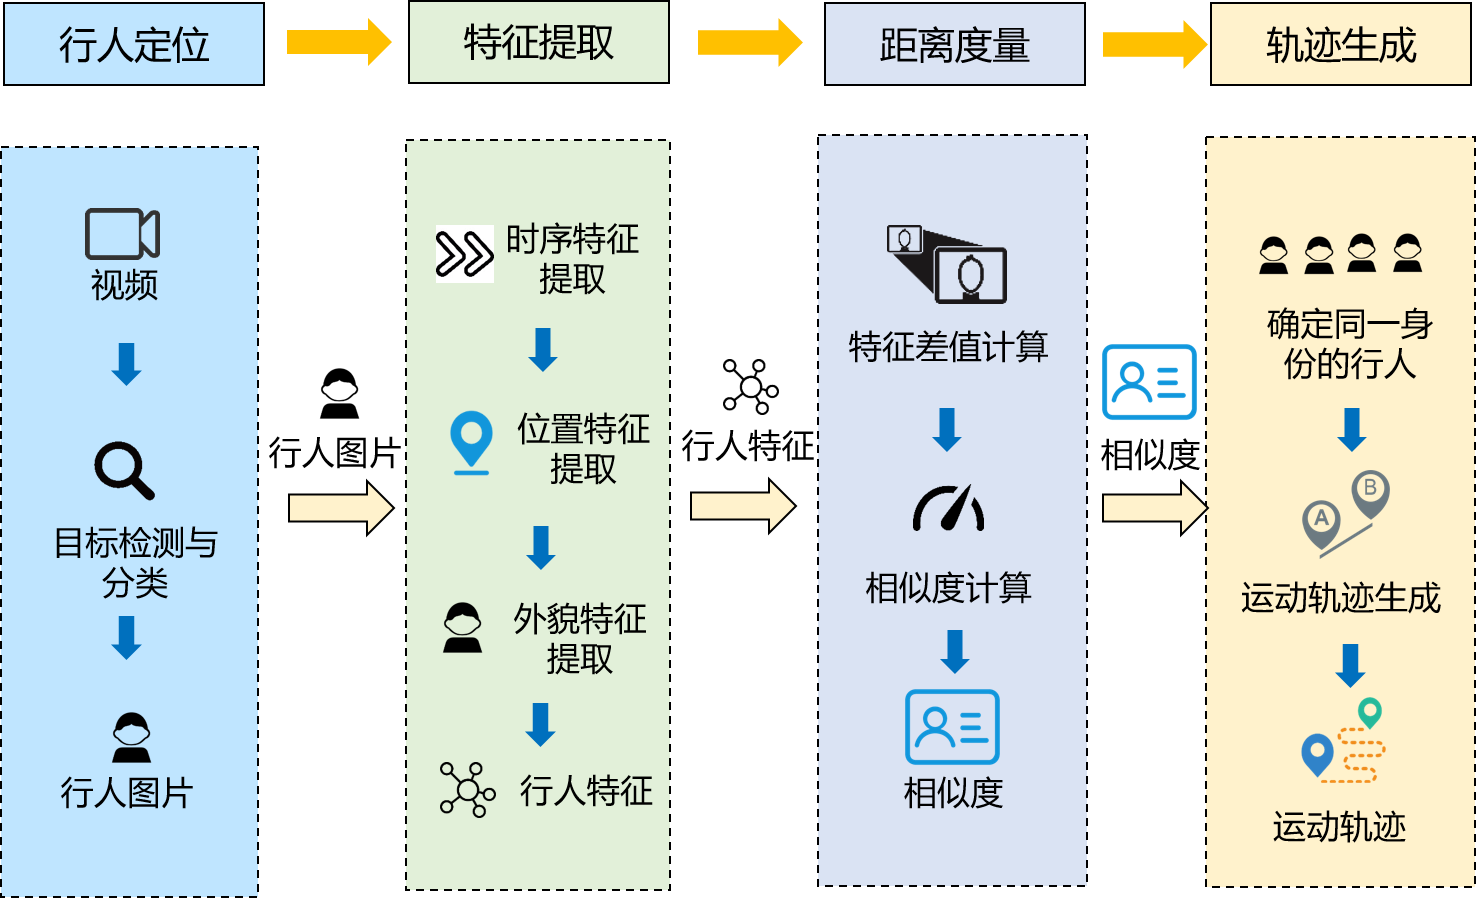 行人定位
特征提取
距离度量
轨迹生成
视频
目标检测与
分类
行人图片
行人图片
时序特征
提取
位置特征
提取
外貌特征
提取
行人特征
行人特征
特征差值计算
相似度计算
相似度
相似度
确定同一身
份的行人
A
B
运动轨迹生成
运动轨迹